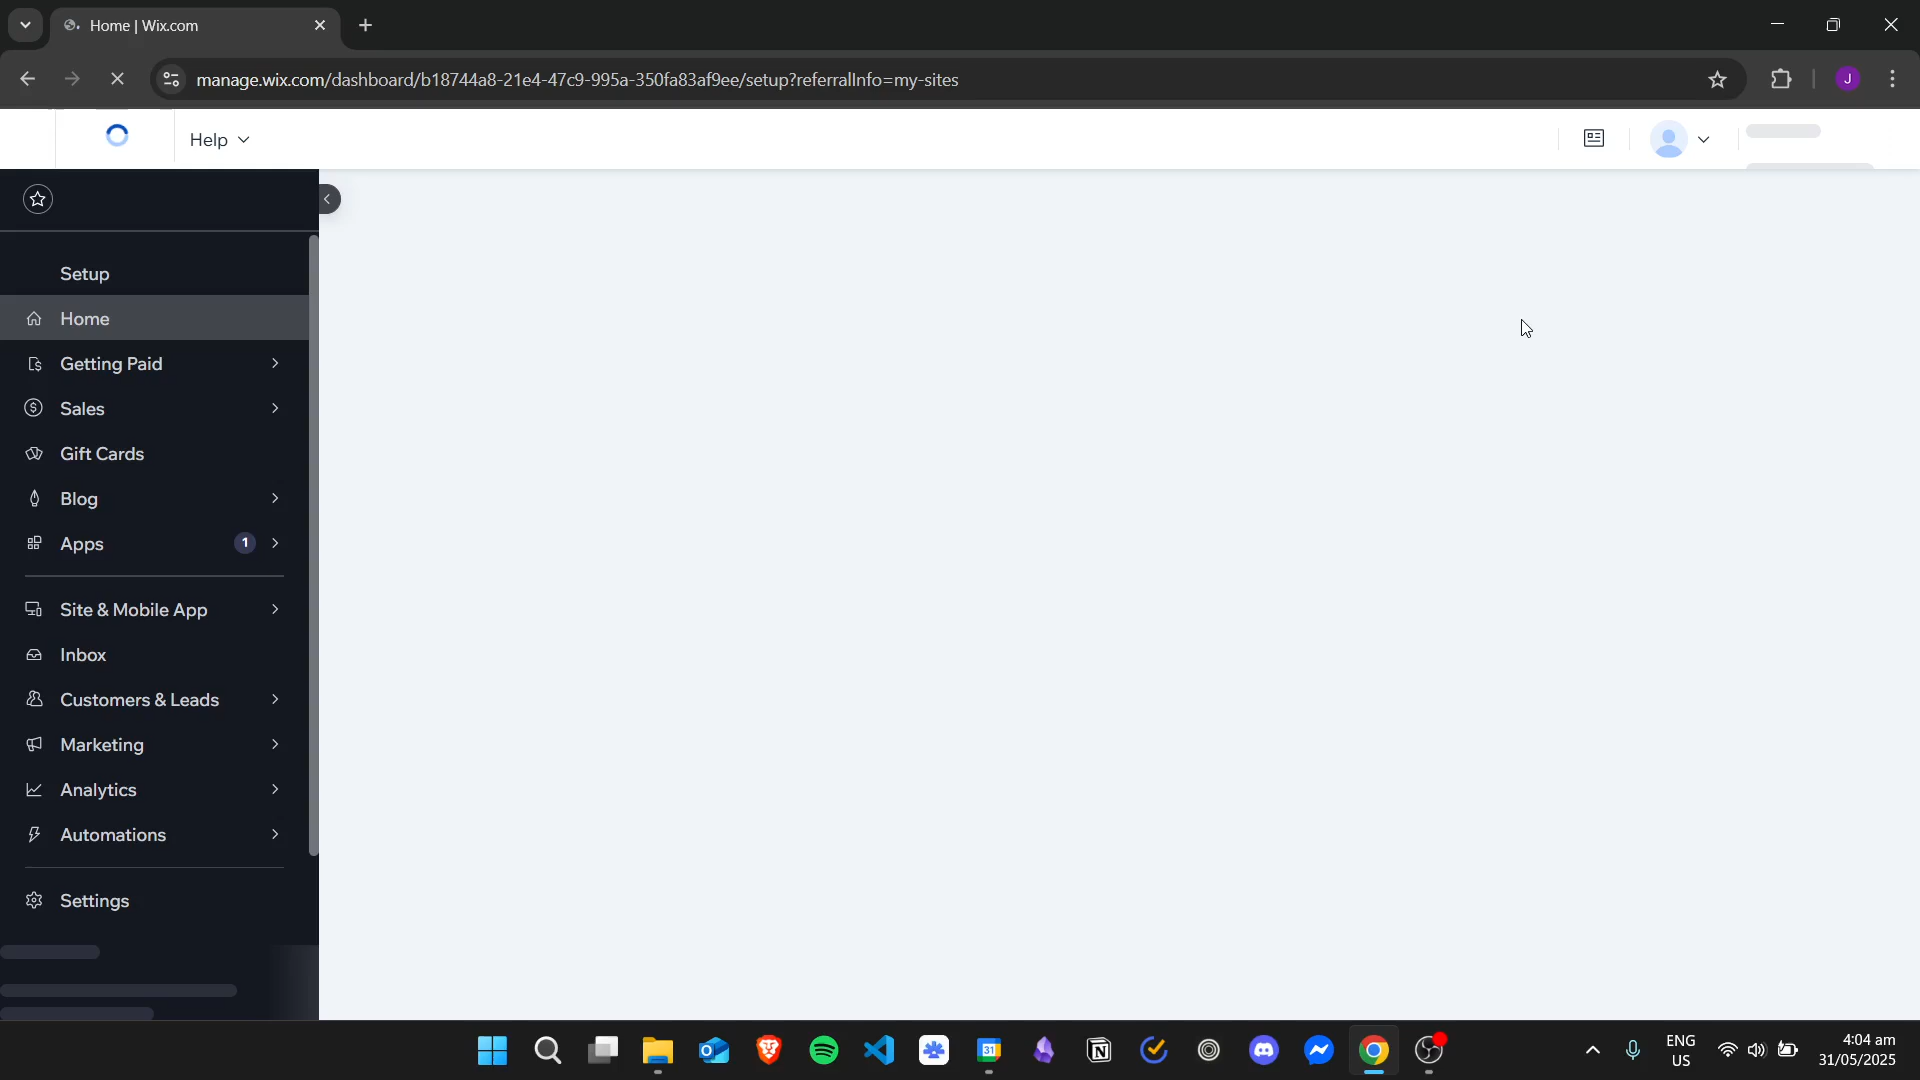 Home | Wix.com
manage.wix.com/dashboard/b18744a8-21e4-47c9-995a-350fa83af9ee/setup?referralInfo=my-sites
J
Help
Setup
Home
Getting Paid
Sales
Gift Cards
Blog
Apps 1
Site & Mobile App
Inbox
Customers & Leads
Marketing
Analytics
Automations
Settings
31
ENG
US
4:04 am
31/05/2025